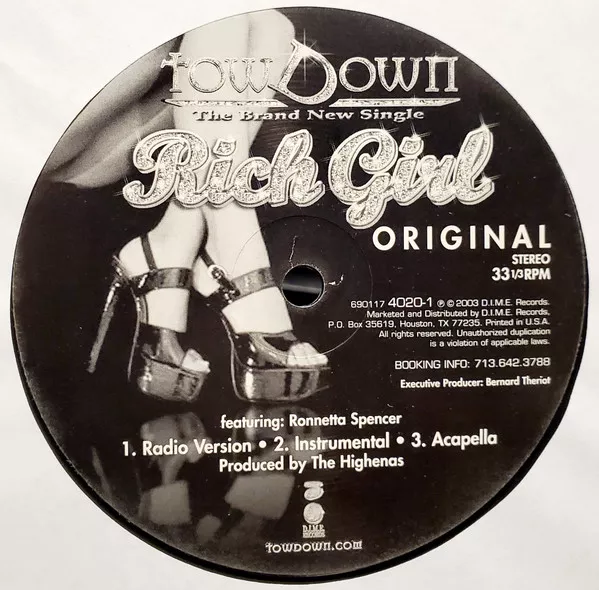 towDown
The Brand New Single
Rich Girl
ORIGINAL
STEREO
33 1/3 RPM
690117 4020-1 ℗ © 2003 D.I.M.E. Records.
Marketed and Distributed by D.I.M.E. Records,
P.O. Box 35619, Houston, TX 77235. Printed in U.S.A.
All rights reserved. Unauthorized duplication
is a violation of applicable laws.
BOOKING INFO: 713.642.3788
Executive Producer: Bernard Theriot
featuring: Ronnetta Spencer
1. Radio Version • 2. Instrumental • 3. Acapella
Produced by The Highenas
D.I.M.E.
RECORDS
towdown.com